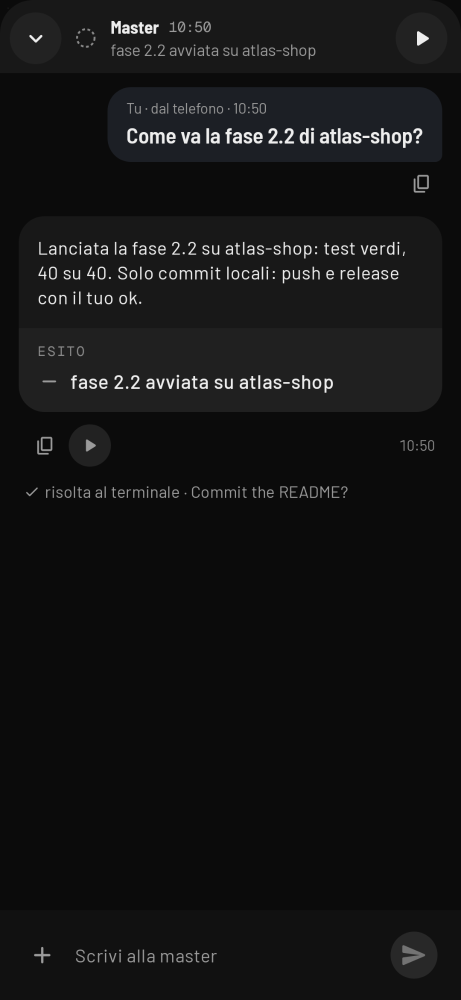 Master 10:50
fase 2.2 avviata su atlas-shop
Tu · dal telefono · 10:50
Come va la fase 2.2 di atlas-shop?
Lanciata la fase 2.2 su atlas-shop: test verdi,
40 su 40. Solo commit locali: push e release
con il tuo ok.
ESITO
— fase 2.2 avviata su atlas-shop
10:50
✓ risolta al terminale · Commit the README?
Scrivi alla master